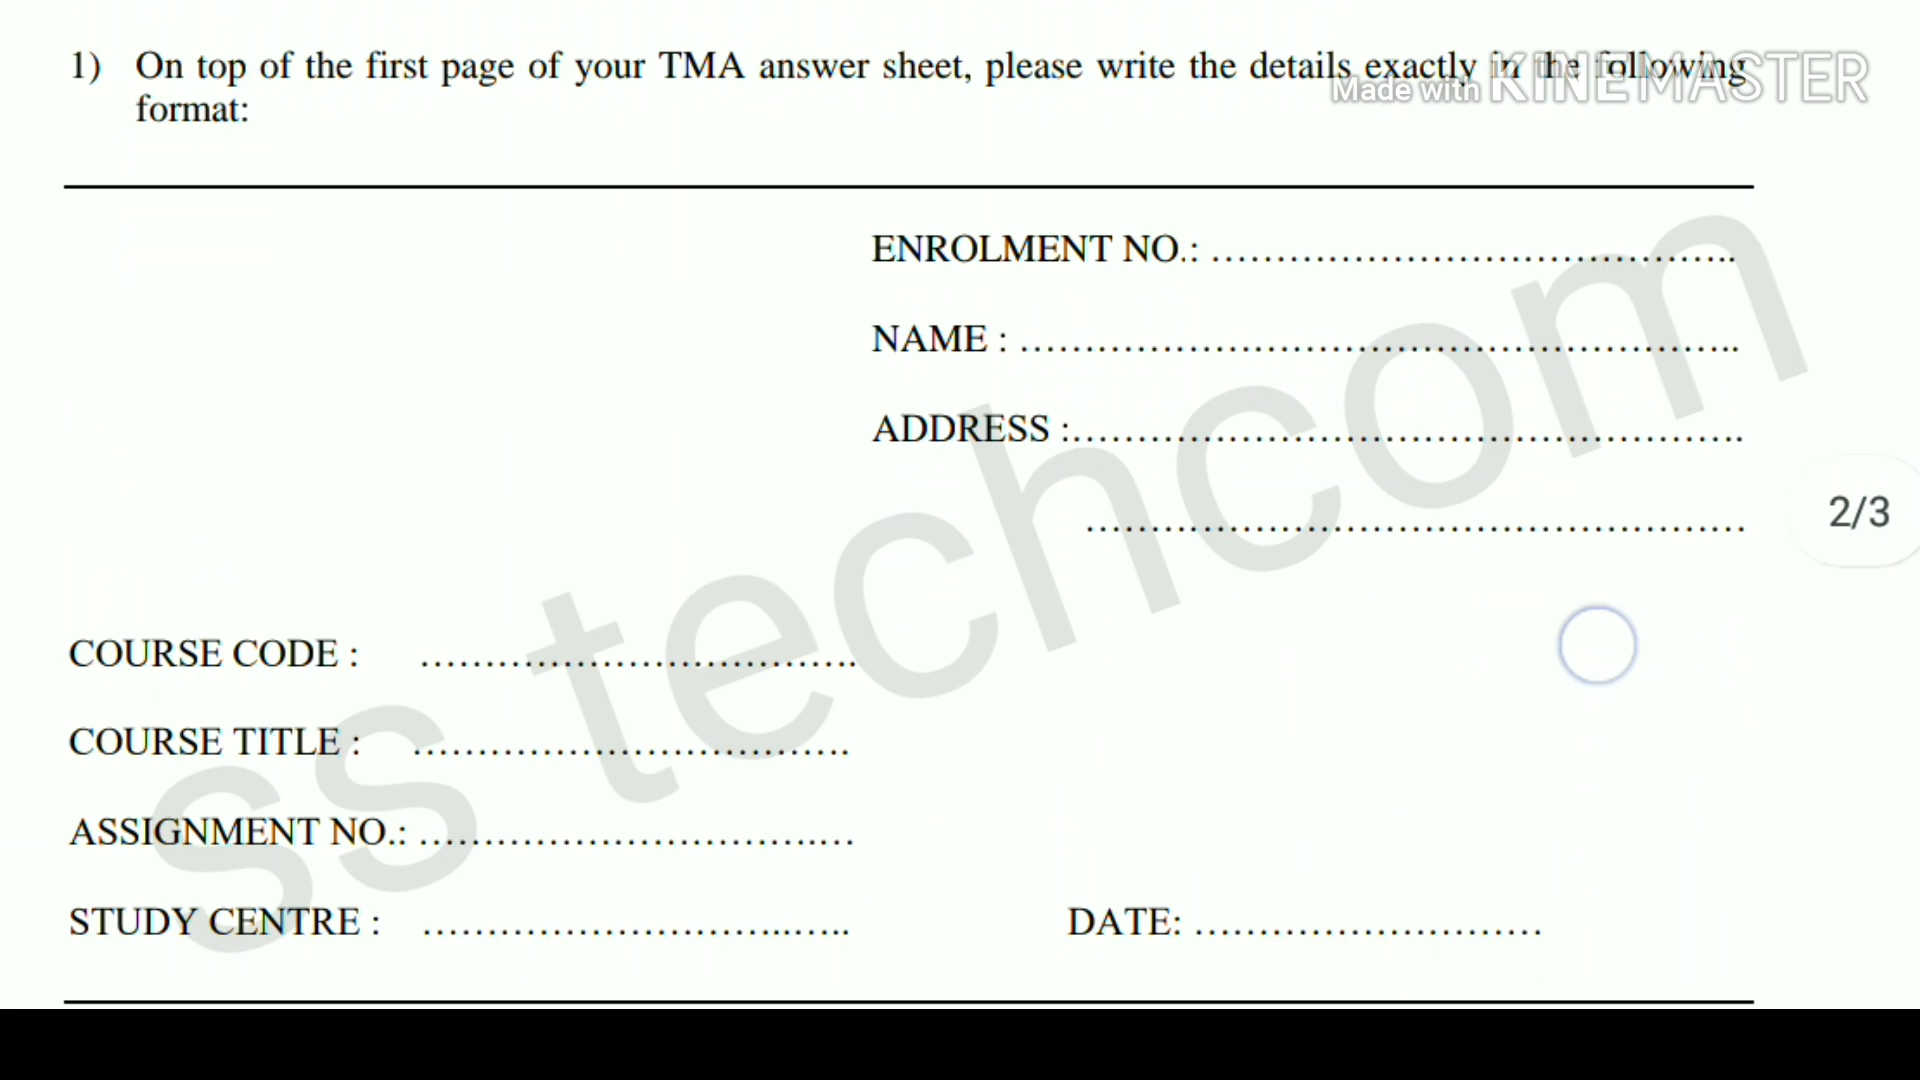 1) On top of the first page of your TMA answer sheet, please write the details exactly in the following
format:
Made with KINEMASTER
ENROLMENT NO.: ……………………………………..
NAME : ……………………………………………………..
ADDRESS :………………………………………………….
…………………………………………………
2/3
COURSE CODE : …………………………….
COURSE TITLE : …………………………….
ASSIGNMENT NO.: ………………………….…
STUDY CENTRE : ………………………...…..
DATE: ………………………
ss techcom